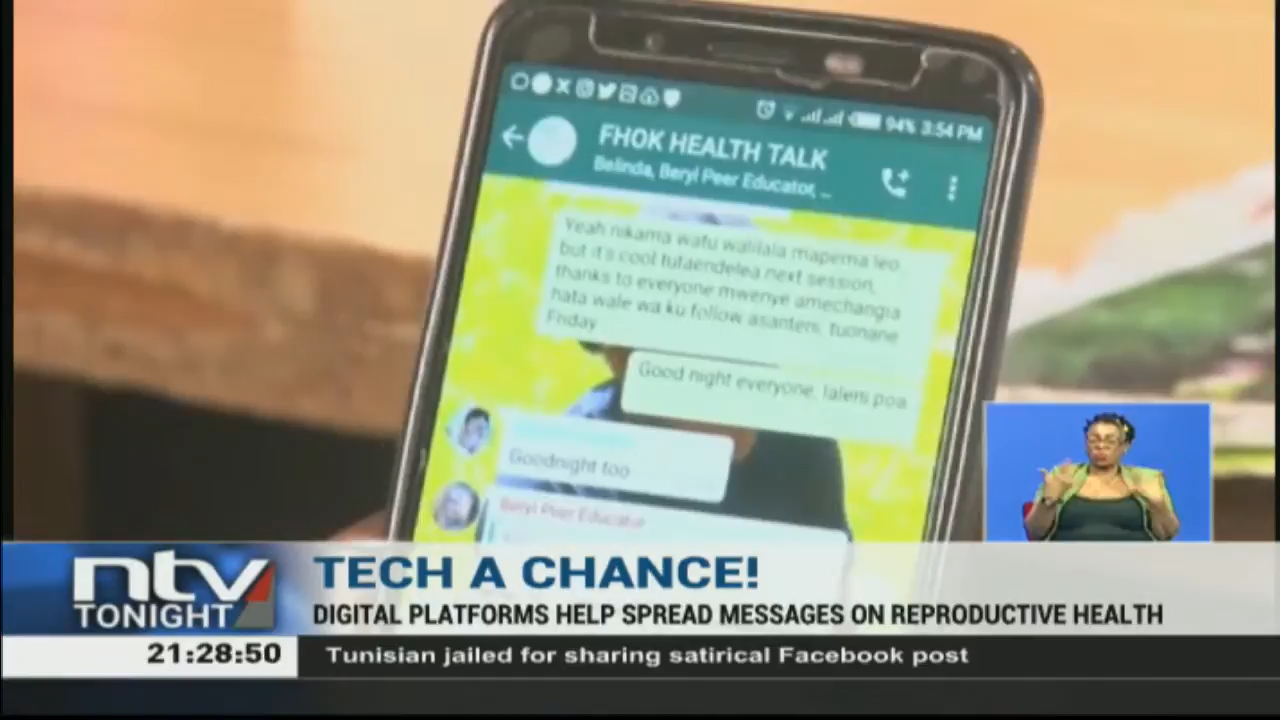 94% 3:54 PM
FHOK HEALTH TALK
Belinda, Beryl Peer Educator, ...
Yeah nikama watu walilala mapema leo,
but it's cool tutaendelea next session,
thanks to everyone mwenye amechangia
hata wale wa ku follow asanteni, tuonane
Friday
Good night everyone, laleni poa
Goodnight too
Beryl Peer Educator
ntv
TONIGHT
TECH A CHANCE!
DIGITAL PLATFORMS HELP SPREAD MESSAGES ON REPRODUCTIVE HEALTH
21:28:50
Tunisian jailed for sharing satirical Facebook post